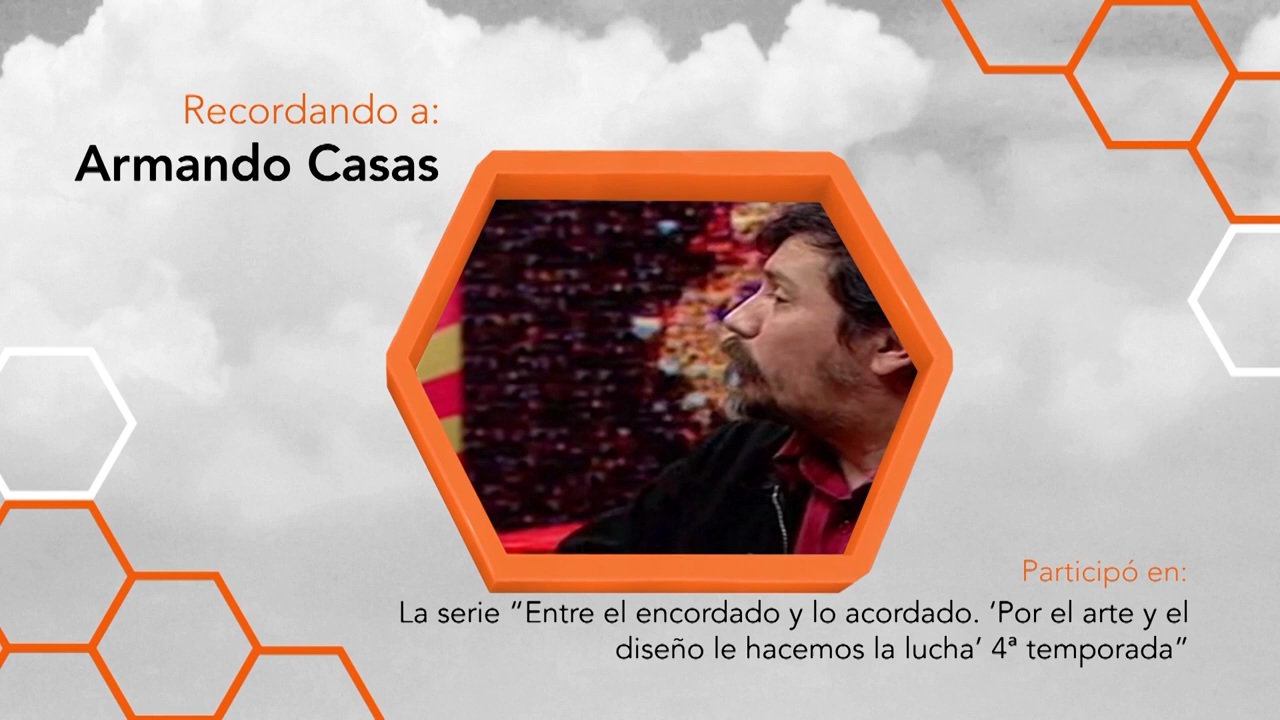 Recordando a:
Armando Casas
Participó en:
La serie “Entre el encordado y lo acordado. ‘Por el arte y el
diseño le hacemos la lucha’ 4ª temporada”